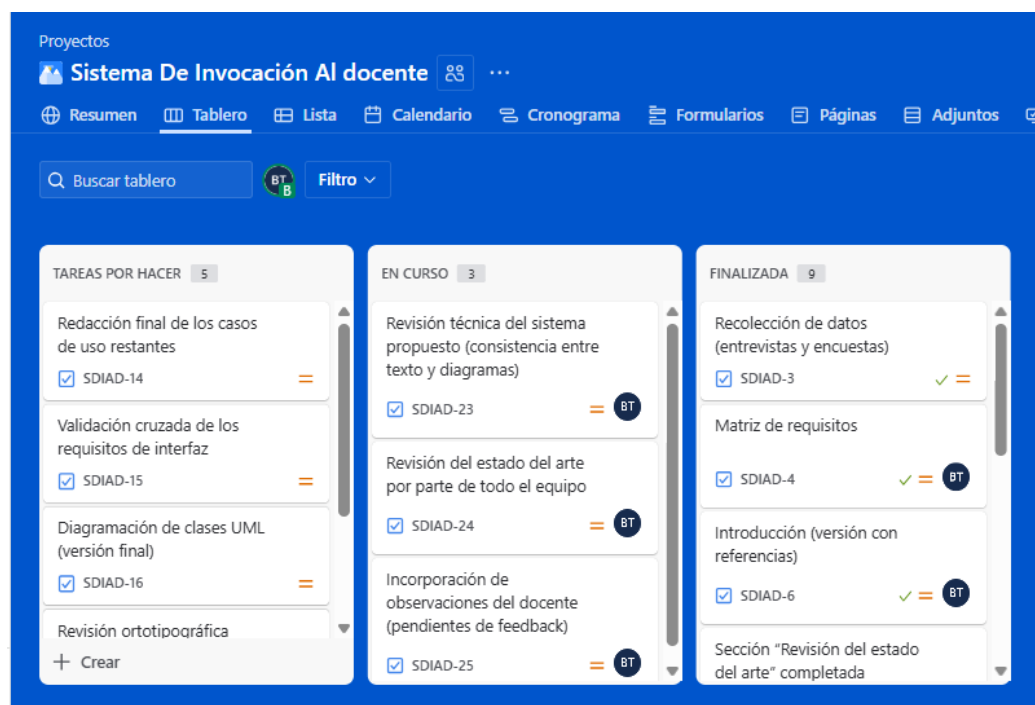 Proyectos
Sistema De Invocación Al docente
Resumen Tablero Lista Calendario Cronograma Formularios Páginas Adjuntos
Buscar tablero BT B Filtro
TAREAS POR HACER 5
Redacción final de los casos
de uso restantes
SDIAD-14
Validación cruzada de los
requisitos de interfaz
SDIAD-15
Diagramación de clases UML
(versión final)
SDIAD-16
Revisión ortotipográfica
+ Crear
EN CURSO 3
Revisión técnica del sistema
propuesto (consistencia entre
texto y diagramas)
SDIAD-23 BT
Revisión del estado del arte
por parte de todo el equipo
SDIAD-24 BT
Incorporación de
observaciones del docente
(pendientes de feedback)
SDIAD-25 BT
FINALIZADA 9
Recolección de datos
(entrevistas y encuestas)
SDIAD-3
Matriz de requisitos
SDIAD-4 BT
Introducción (versión con
referencias)
SDIAD-6 BT
Sección "Revisión del estado
del arte" completada